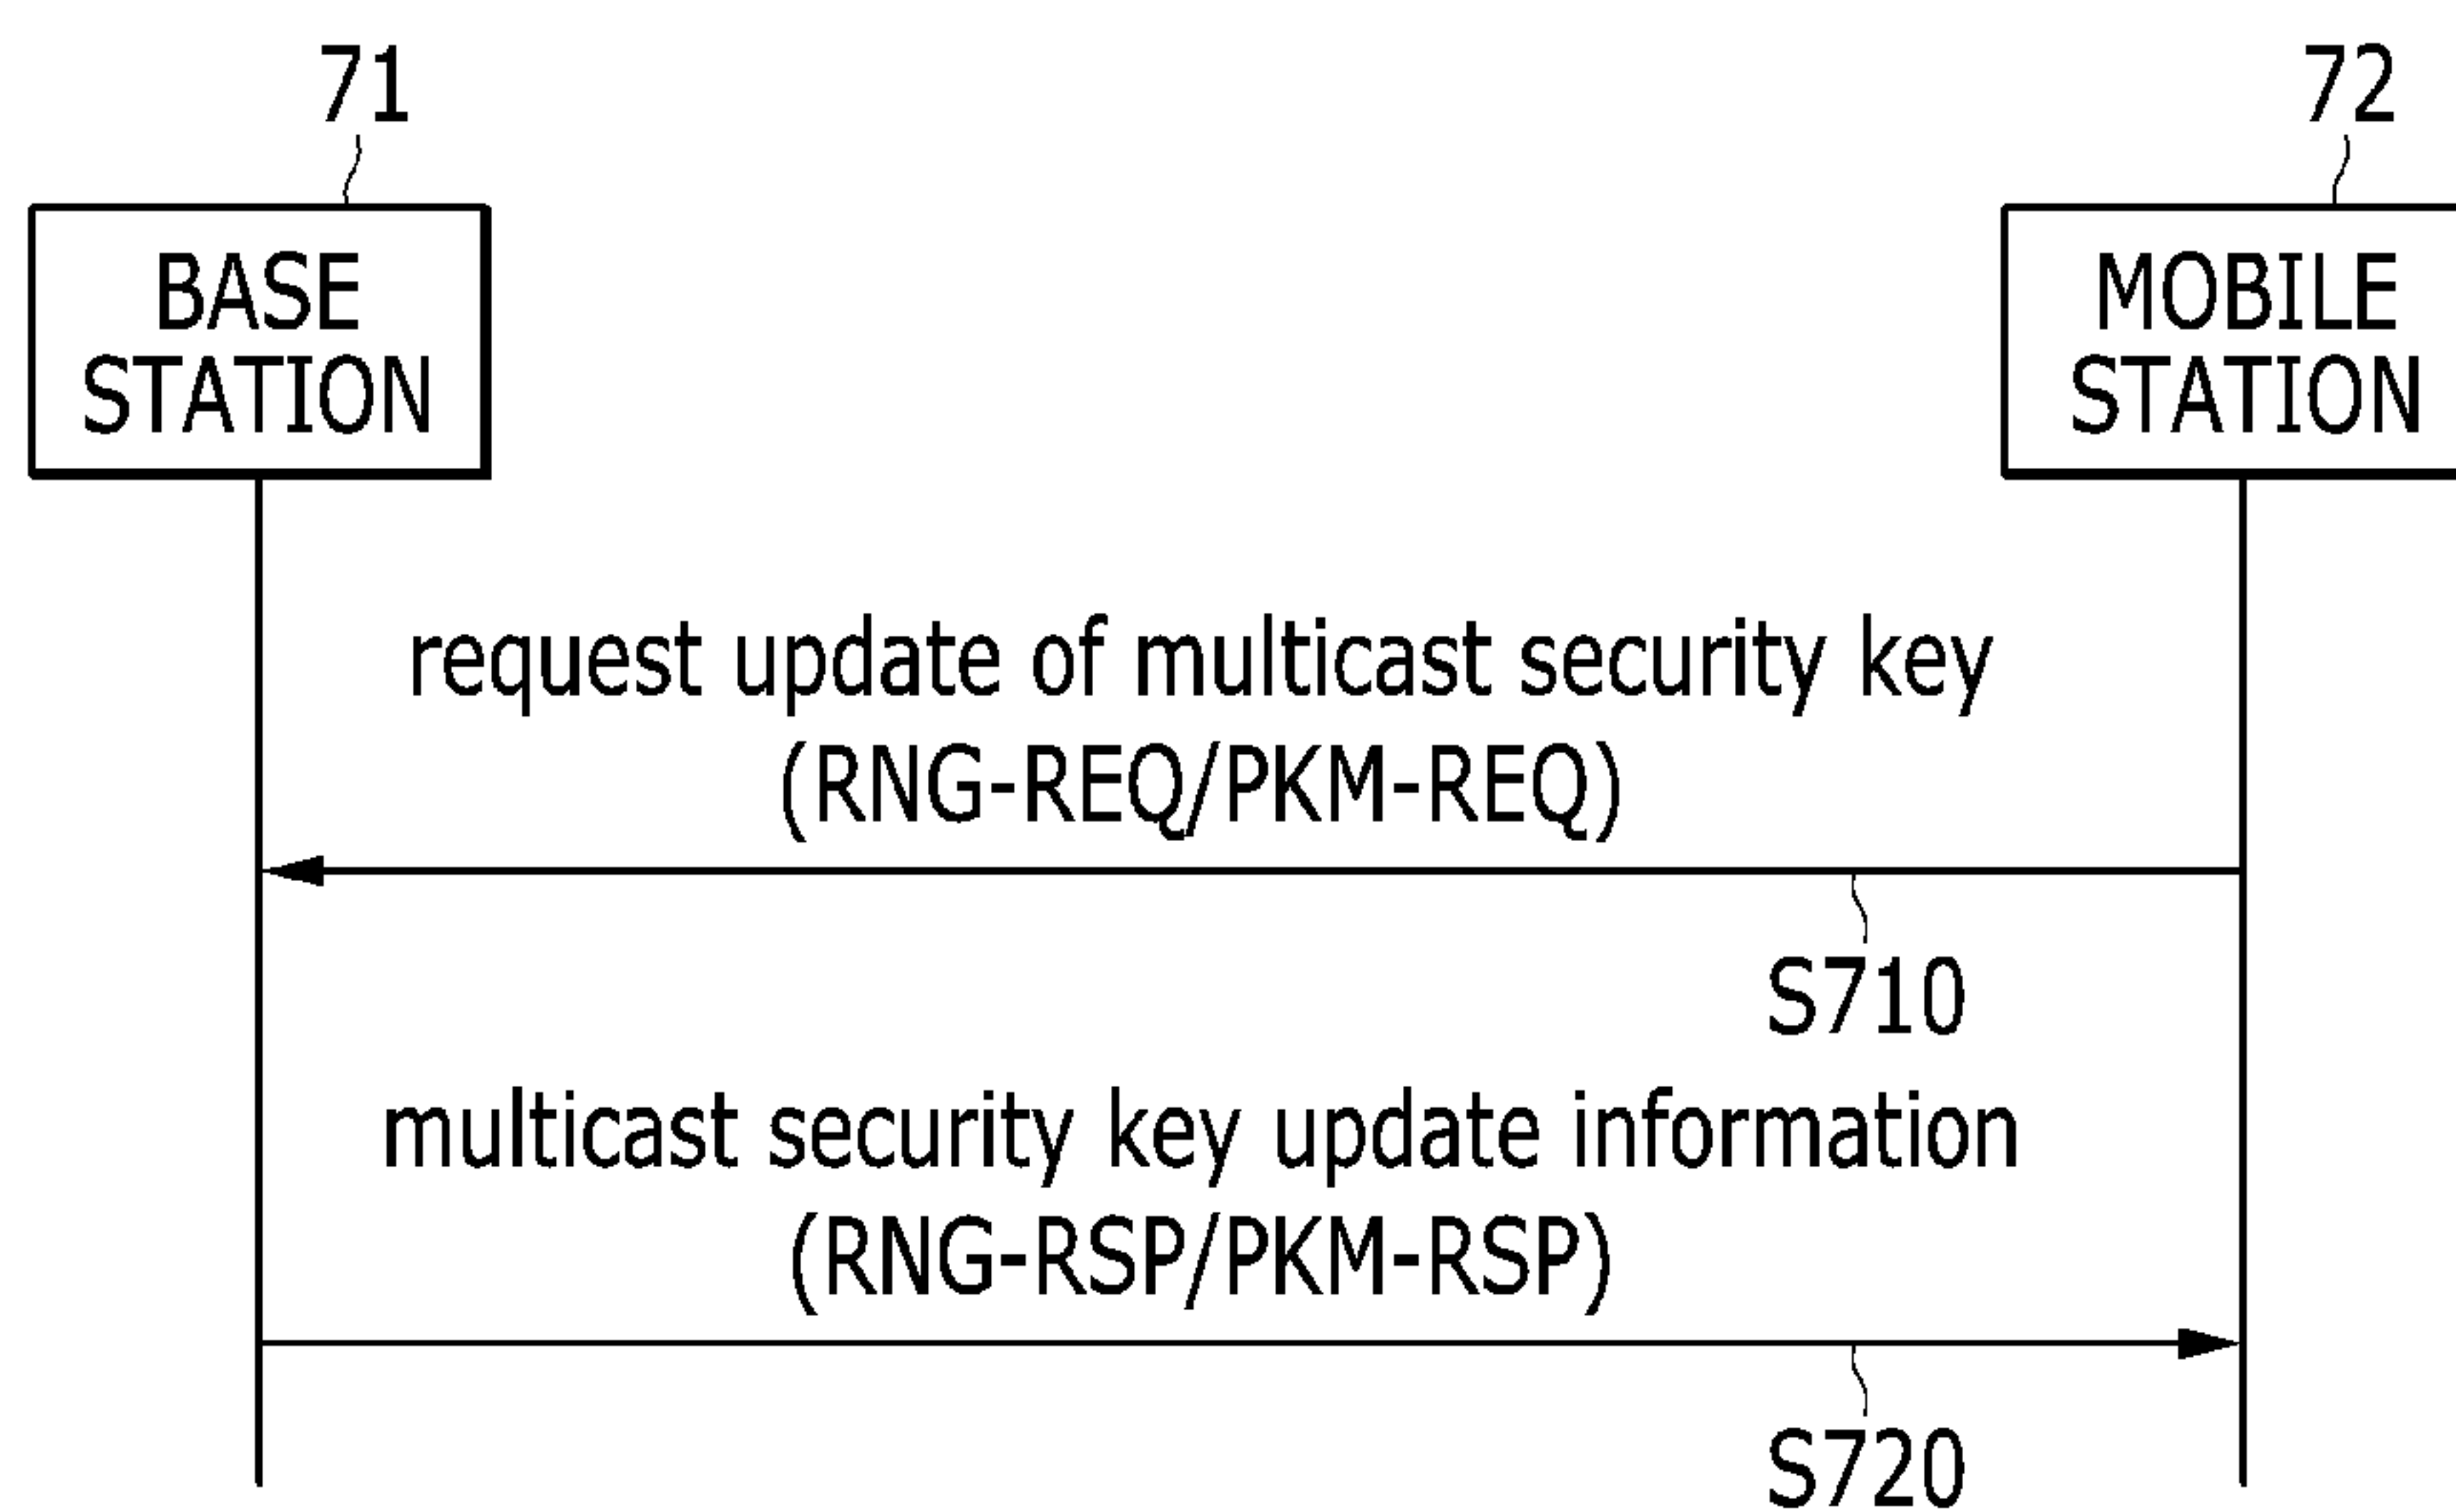 71
72
BASE
STATION
MOBILE
STATION
request update of multicast security key
(RNG-REQ/PKM-REQ)
S710
multicast security key update information
(RNG-RSP/PKM-RSP)
S720